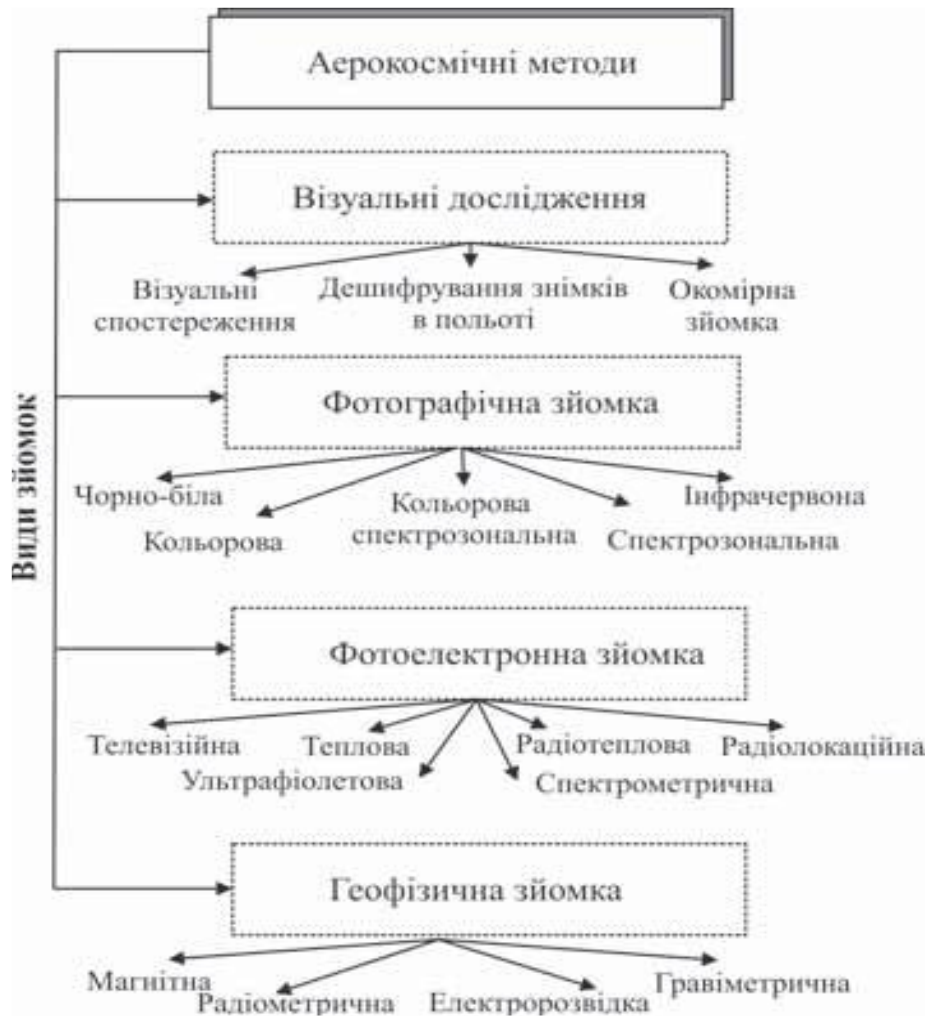 Аерокосмічні методи
Види зйомок
Візуальні дослідження
Візуальні
спостереження
Дешифрування знімків
в польоті
Окомірна
зйомка
Фотографічна зйомка
Чорно-біла
Кольорова
Кольорова
спектрозональна
Спектрозональна
Інфрачервона
Фотоелектронна зйомка
Телевізійна
Ультрафіолетова
Теплова
Радіотеплова
Спектрометрична
Радіолокаційна
Геофізична зйомка
Магнітна
Радіометрична
Електророзвідка
Гравіметрична